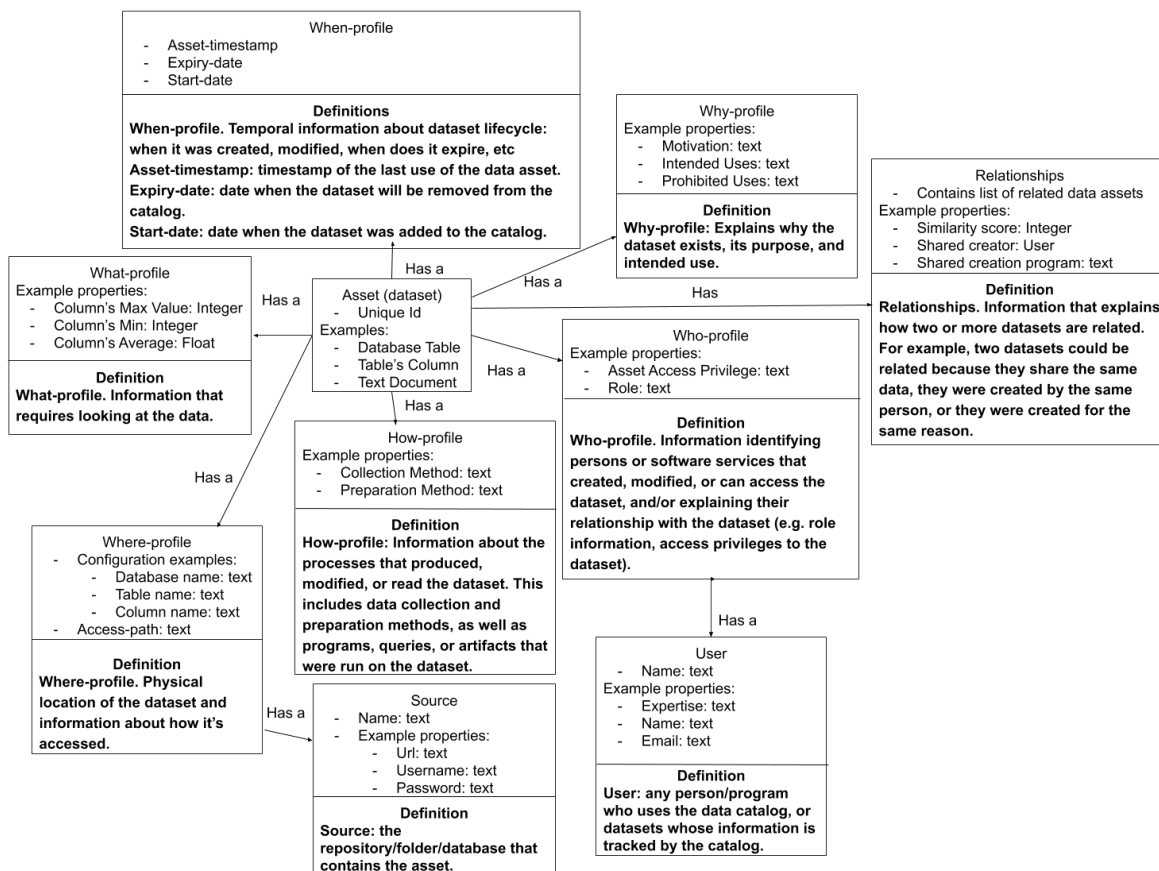 When-profile
- Asset-timestamp
- Expiry-date
- Start-date
Definitions
When-profile. Temporal information about dataset lifecycle:
when it was created, modified, when does it expire, etc
Asset-timestamp: timestamp of the last use of the data asset.
Expiry-date: date when the dataset will be removed from the
catalog.
Start-date: date when the dataset was added to the catalog.
Has a
Why-profile
Example properties:
- Motivation: text
- Intended Uses: text
- Prohibited Uses: text
Definition
Why-profile: Explains why the
dataset exists, its purpose, and
intended use.
Has a
Relationships
- Contains list of related data assets
Example properties:
- Similarity score: Integer
- Shared creator: User
- Shared creation program: text
Definition
Relationships. Information that explains
how two or more datasets are related.
For example, two datasets could be
related because they share the same
data, they were created by the same
person, or they were created for the
same reason.
Has
What-profile
Example properties:
- Column's Max Value: Integer
- Column's Min: Integer
- Column's Average: Float
Definition
What-profile. Information that
requires looking at the data.
Has a
Asset (dataset)
- Unique Id
Examples:
- Database Table
- Table's Column
- Text Document
Has a
Who-profile
Example properties:
- Asset Access Privilege: text
- Role: text
Definition
Who-profile. Information identifying
persons or software services that
created, modified, or can access the
dataset, and/or explaining their
relationship with the dataset (e.g. role
information, access privileges to the
dataset).
Has a
How-profile
Example properties:
- Collection Method: text
- Preparation Method: text
Definition
How-profile: Information about the
processes that produced,
modified, or read the dataset. This
includes data collection and
preparation methods, as well as
programs, queries, or artifacts that
were run on the dataset.
Has a
Where-profile
- Configuration examples:
- Database name: text
- Table name: text
- Column name: text
- Access-path: text
Definition
Where-profile. Physical
location of the dataset and
information about how it's
accessed.
Has a
Source
- Name: text
- Example properties:
- Url: text
- Username: text
- Password: text
Definition
Source: the
repository/folder/database that
contains the asset.
Has a
User
- Name: text
Example properties:
- Expertise: text
- Name: text
- Email: text
Definition
User: any person/program
who uses the data catalog, or
datasets whose information is
tracked by the catalog.